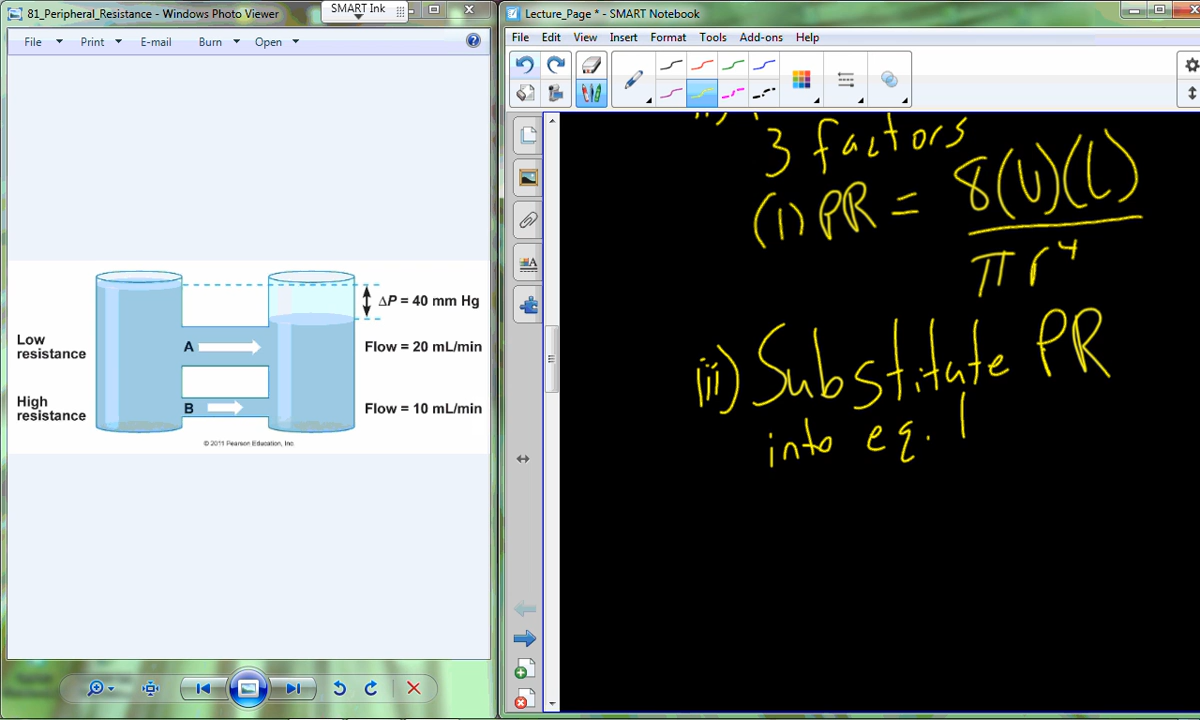 81_Peripheral_Resistance - Windows Photo Viewer
SMART Ink
File Print E-mail Burn Open
ΔP = 40 mm Hg
Low
resistance
A
Flow = 20 mL/min
High
resistance
B
Flow = 10 mL/min
© 2011 Pearson Education, Inc.
Lecture_Page * - SMART Notebook
File Edit View Insert Format Tools Add-ons Help
3 factors
(1) PR = 8(U)(L)
πr⁴
(ii) Substitute PR
into eq. 1